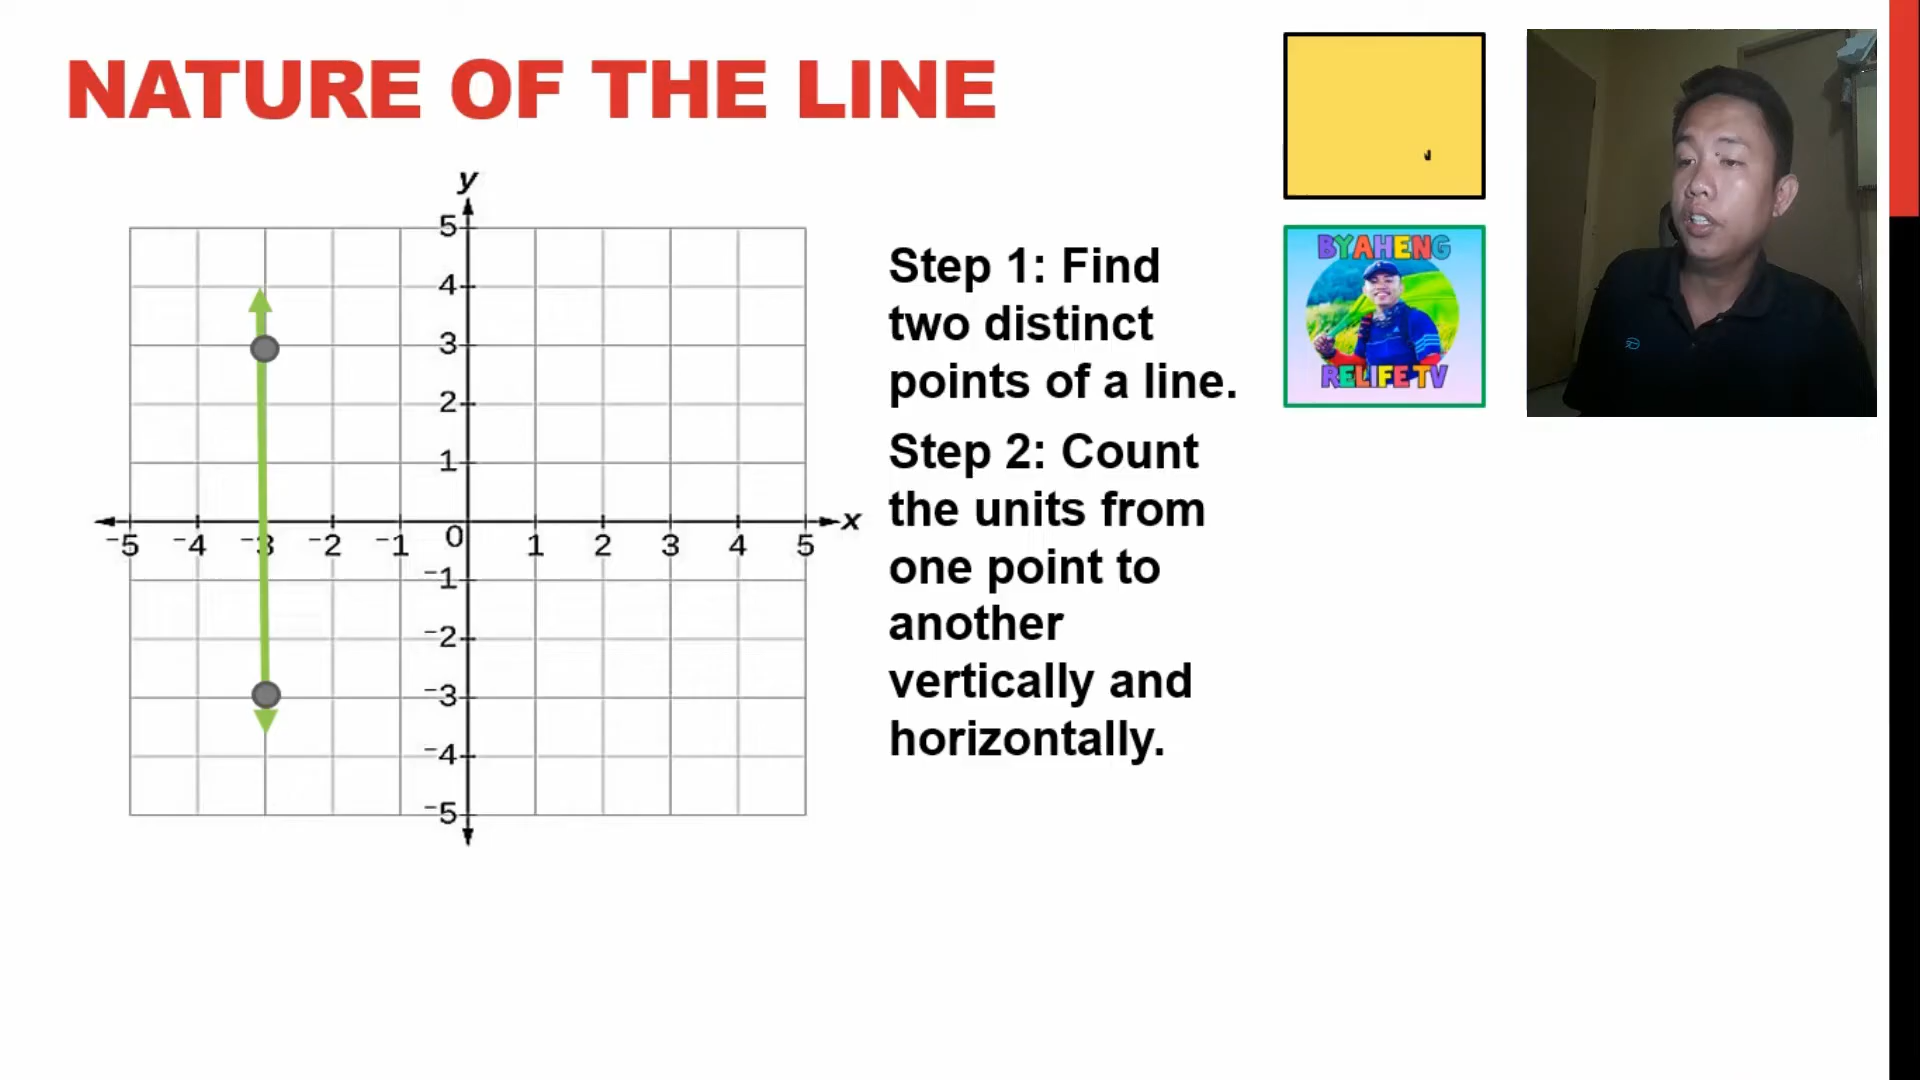 NATURE OF THE LINE
y
5
4
3
2
1
x
-5 -4 -3 -2 -1 0 1 2 3 4 5
-1
-2
-3
-4
-5
Step 1: Find
two distinct
points of a line.
Step 2: Count
the units from
one point to
another
vertically and
horizontally.
BYAHENG
RELIFE TV